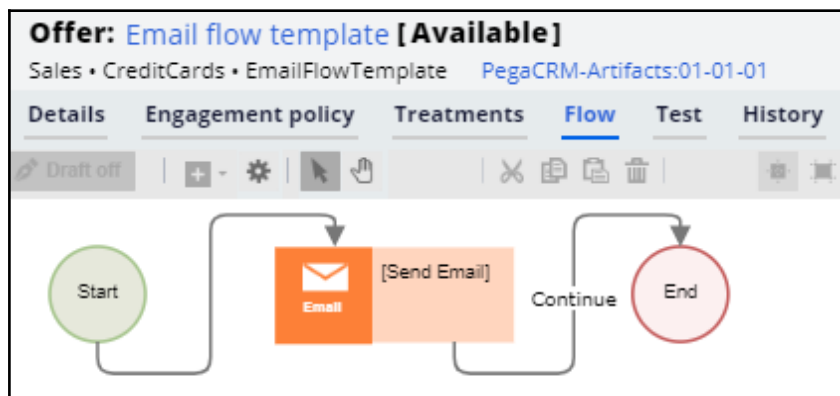 Offer: Email flow template [Available]
Sales • CreditCards • EmailFlowTemplate PegaCRM-Artifacts:01-01-01
Details Engagement policy Treatments Flow Test History
Draft off
Start
Email
[Send Email]
Continue
End